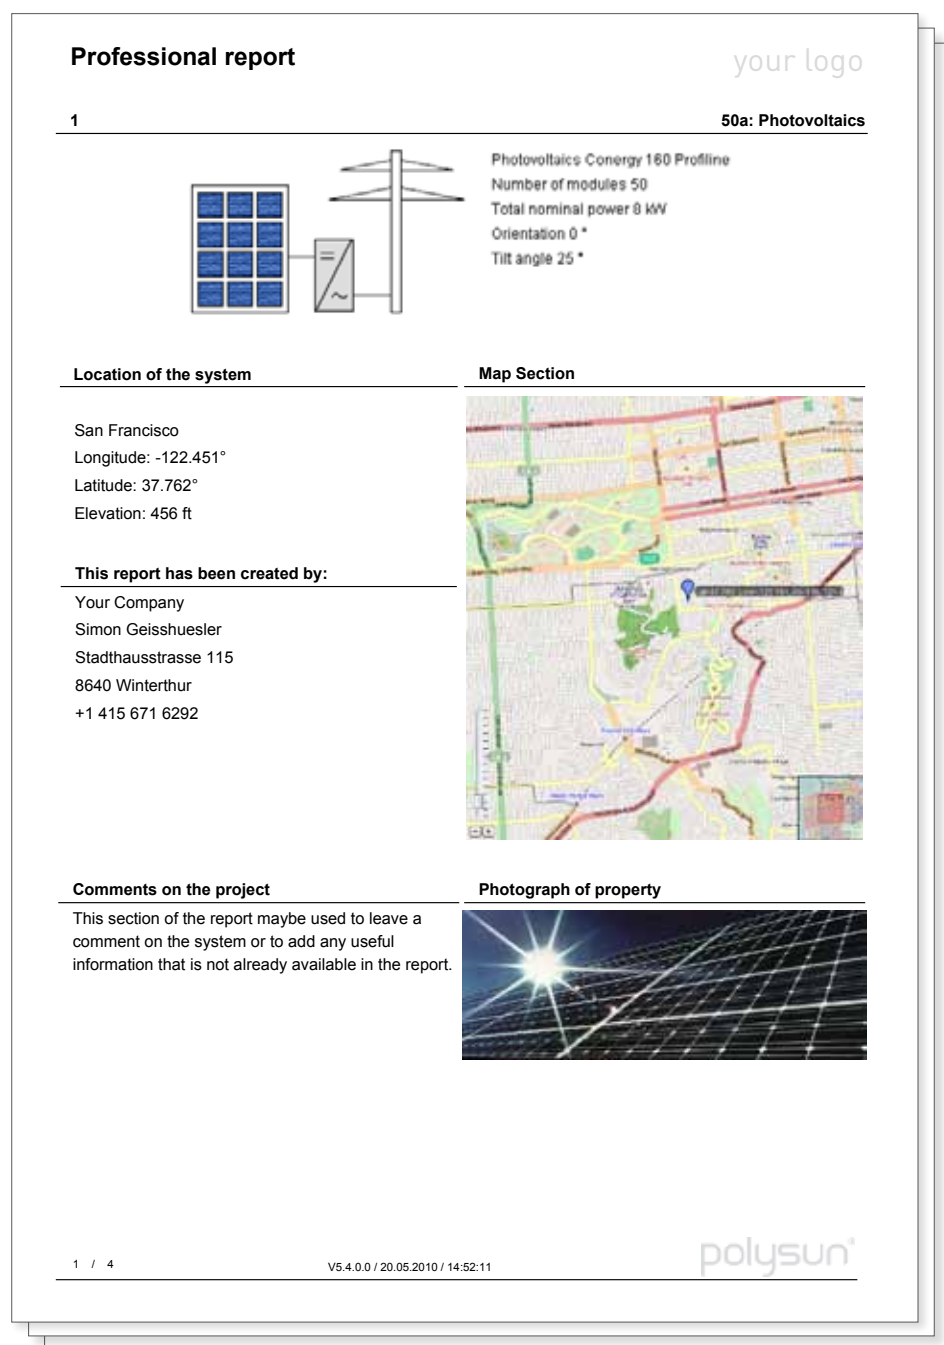 Professional report
your logo
1
50a: Photovoltaics
Photovoltaics Conergy 160 Profiline
Number of modules 50
Total nominal power 8 kW
Orientation 0 °
Tilt angle 25 °
Location of the system
San Francisco
Longitude: -122.451°
Latitude: 37.762°
Elevation: 456 ft
This report has been created by:
Your Company
Simon Geisshuesler
Stadthausstrasse 115
8640 Winterthur
+1 415 671 6292
Map Section
Comments on the project
This section of the report maybe used to leave a
comment on the system or to add any useful
information that is not already available in the report.
Photograph of property
1 / 4
V5.4.0.0 / 20.05.2010 / 14:52:11
polysun